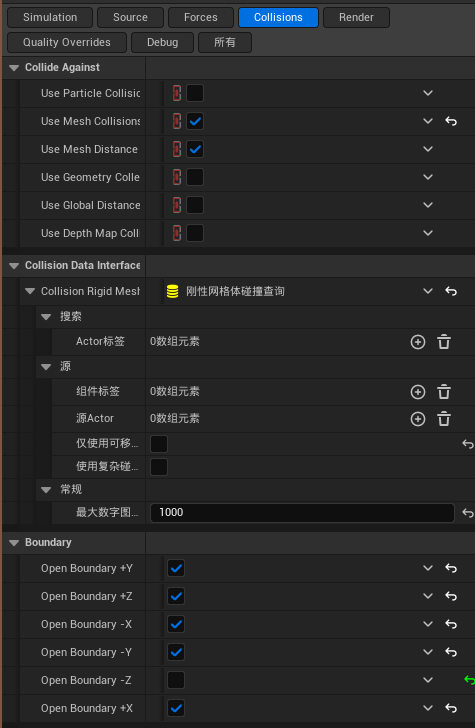 Simulation Source Forces Collisions Render
Quality Overrides Debug 所有
Collide Against
Use Particle Collisic
Use Mesh Collisions
Use Mesh Distance
Use Geometry Colle
Use Global Distance
Use Depth Map Coll
Collision Data Interface
Collision Rigid Mesh 刚性网格体碰撞查询
搜索
Actor标签 0数组元素
源
组件标签 0数组元素
源Actor 0数组元素
仅使用可移...
使用复杂碰...
常规
最大数字图... 1000
Boundary
Open Boundary +Y
Open Boundary +Z
Open Boundary -X
Open Boundary -Y
Open Boundary -Z
Open Boundary +X